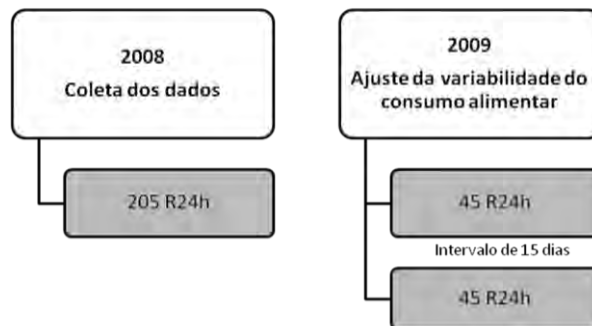 2008
Coleta dos dados
205 R24h
2009
Ajuste da variabilidade do
consumo alimentar
45 R24h
Intervalo de 15 dias
45 R24h